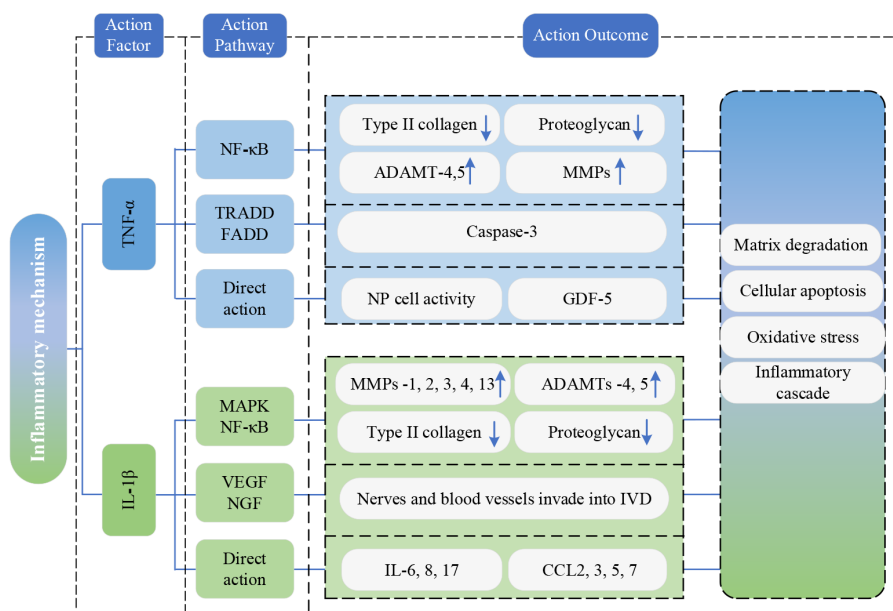 Action
Factor
Action
Pathway
Action Outcome
Inflammatory mechanism
TNF-α
NF-κB
Type II collagen ↓
Proteoglycan ↓
ADAMT-4,5 ↑
MMPs ↑
TRADD
FADD
Caspase-3
Direct
action
NP cell activity
GDF-5
IL-1β
MAPK
NF-κB
MMPs -1, 2, 3, 4, 13 ↑
ADAMTs -4, 5 ↑
Type II collagen ↓
Proteoglycan ↓
VEGF
NGF
Nerves and blood vessels invade into IVD
Direct
action
IL-6, 8, 17
CCL2, 3, 5, 7
Matrix degradation
Cellular apoptosis
Oxidative stress
Inflammatory
cascade